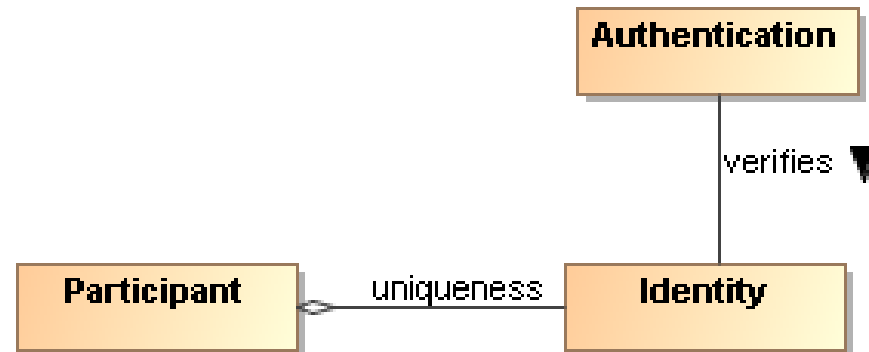 Authentication
verifies
Participant
uniqueness
Identity